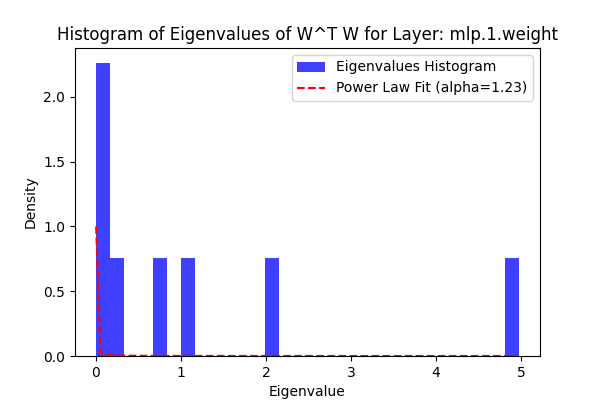 Histogram of Eigenvalues of W^T W for Layer: mlp.1.weight
Eigenvalues Histogram
Power Law Fit (alpha=1.23)
Density
2.0
1.5
1.0
0.5
0.0
0 1 2 3 4 5
Eigenvalue